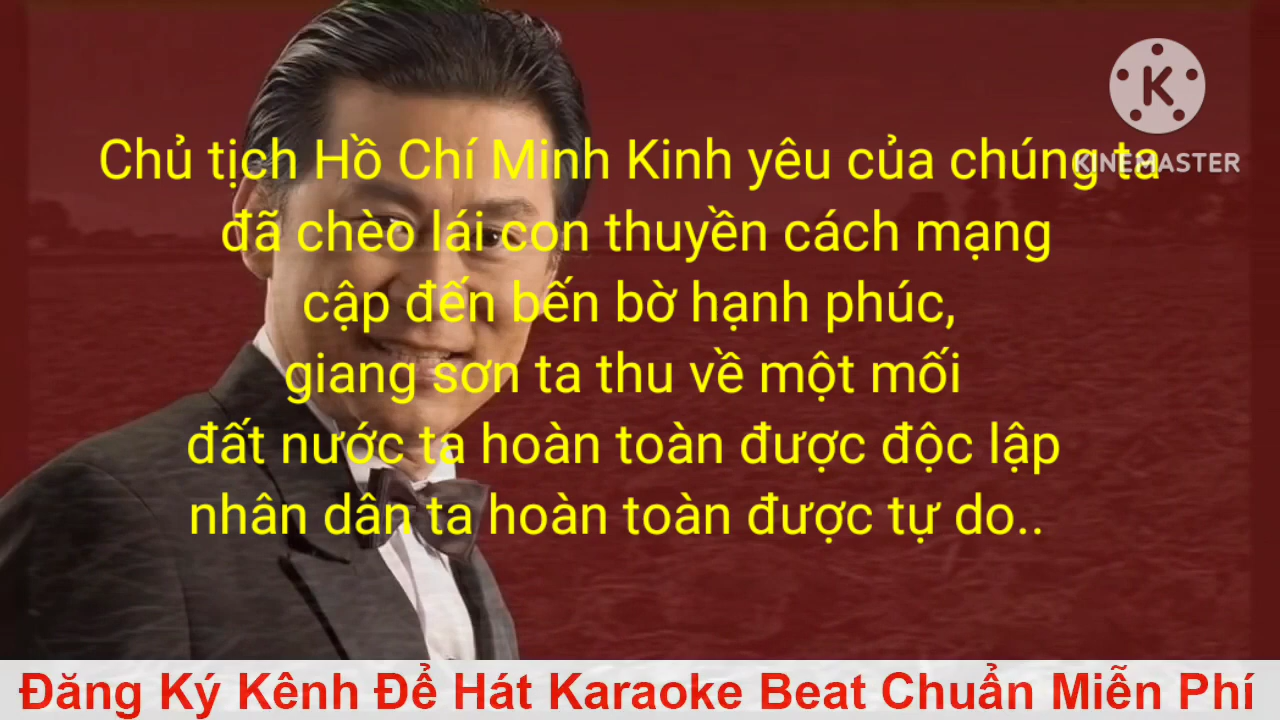 Chủ tịch Hồ Chí Minh Kinh yêu của chúng ta
đã chèo lái con thuyền cách mạng
cập đến bến bờ hạnh phúc,
giang sơn ta thu về một mối
đất nước ta hoàn toàn được độc lập
nhân dân ta hoàn toàn được tự do..
K
KINEMASTER
Đăng Ký Kênh Để Hát Karaoke Beat Chuẩn Miễn Phí